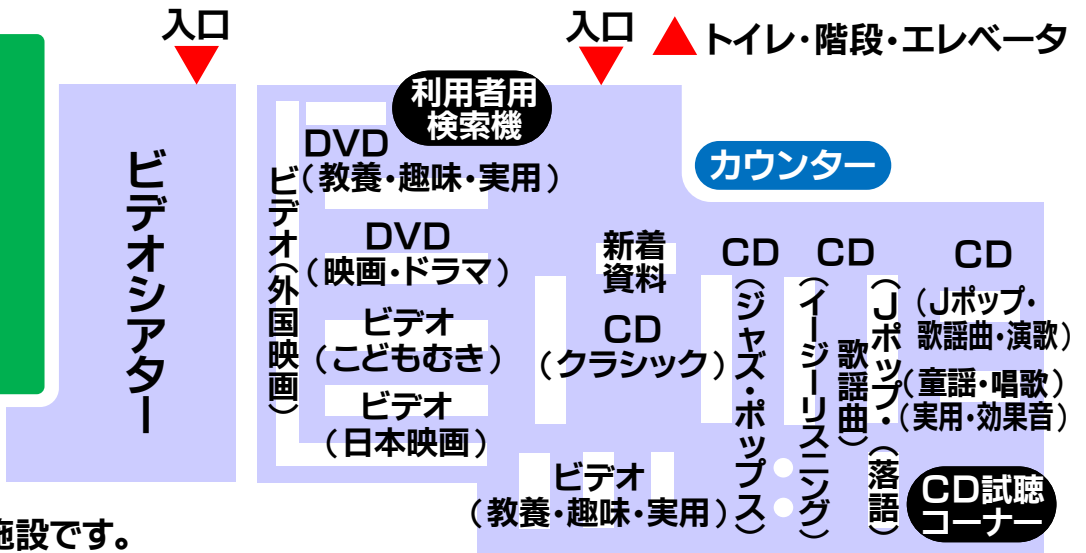 入口
入口
トイレ・階段・エレベータ
利用者用
検索機
カウンター
ビデオシアター
ビデオ(外国映画)
DVD
(教養・趣味・実用)
DVD
(映画・ドラマ)
ビデオ
(こどもむき)
ビデオ
(日本映画)
新着
資料
CD
(クラシック)
ビデオ
(教養・趣味・実用)
CD
(ジャズ・ポップス)
CD
(イージーリスニング)
(Jポップ・
歌謡曲)
(落語)
CD
(Jポップ・
歌謡曲・演歌)
(童謡・唱歌)
(実用・効果音)
CD試聴
コーナー
施設です。